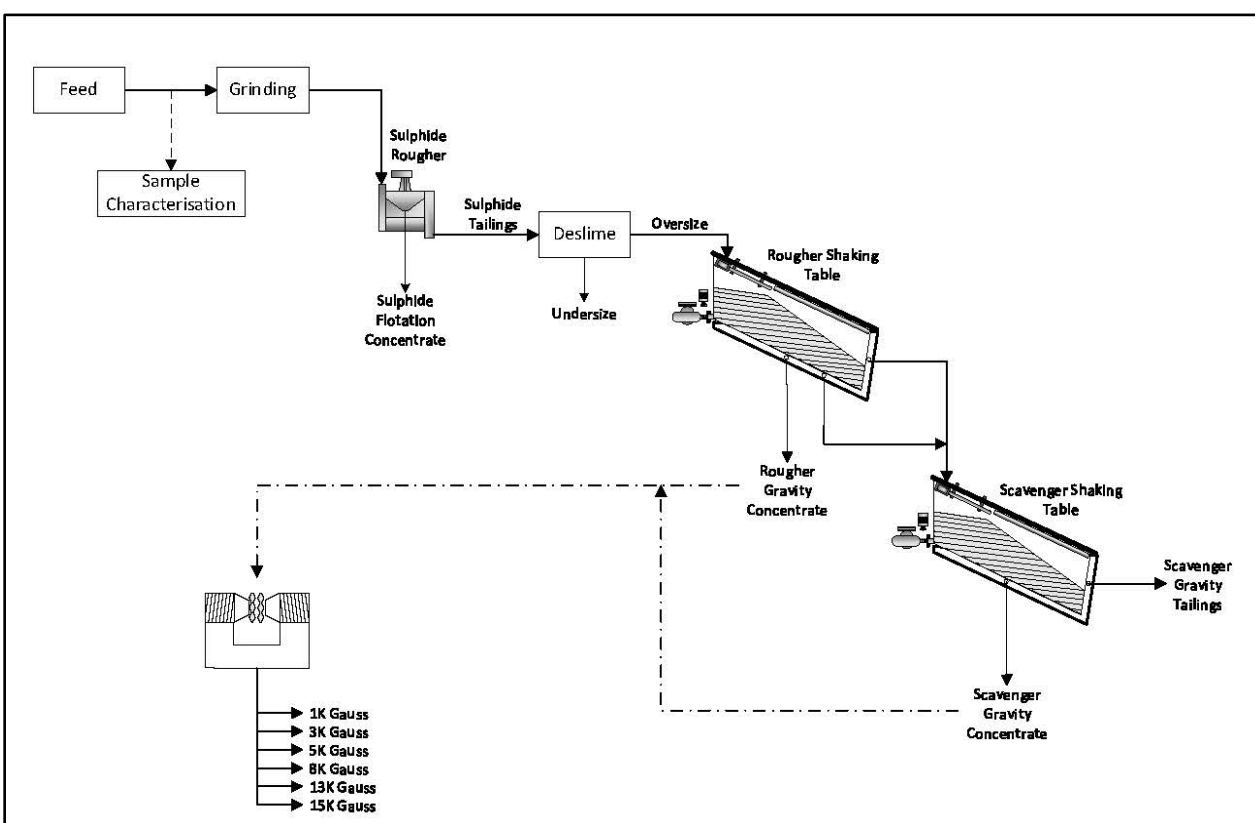 Feed
Grinding
Sample
Characterisation
Sulphide
Rougher
Sulphide
Tailings
Deslime
Oversize
Rougher Shaking
Table
Sulphide
Flotation
Concentrate
Undersize
Rougher
Gravity
Concentrate
Scavenger Shaking
Table
Scavenger
Gravity
Tailings
Scavenger
Gravity
Concentrate
1K Gauss
3K Gauss
5K Gauss
8K Gauss
13K Gauss
15K Gauss